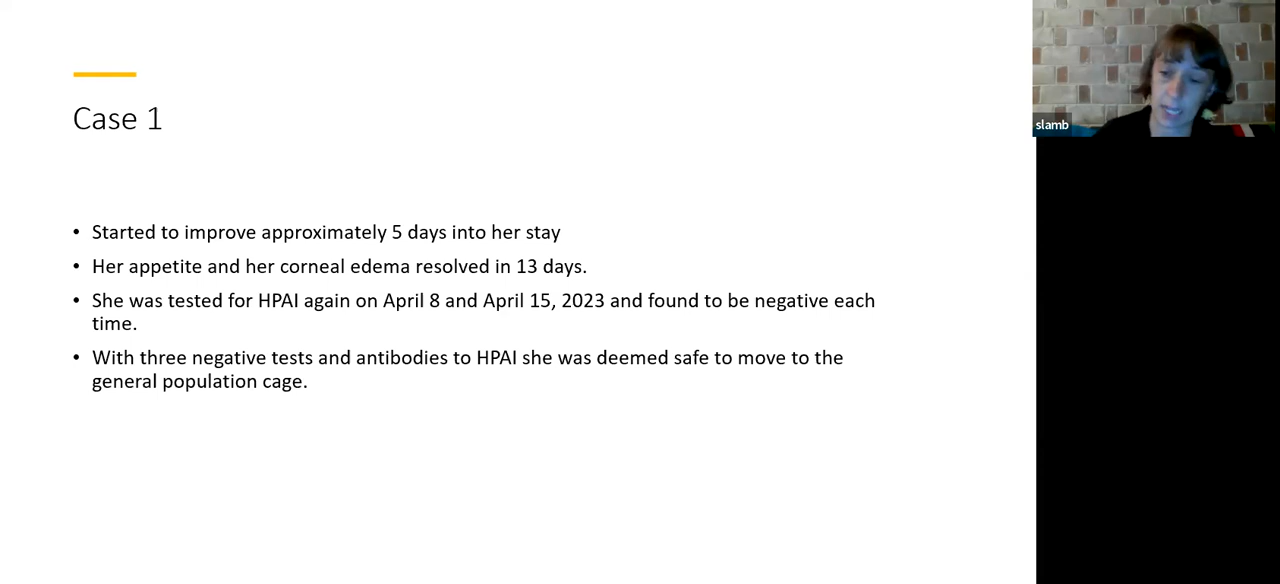 Case 1
• Started to improve approximately 5 days into her stay
• Her appetite and her corneal edema resolved in 13 days.
• She was tested for HPAI again on April 8 and April 15, 2023 and found to be negative each
time.
• With three negative tests and antibodies to HPAI she was deemed safe to move to the
general population cage.
slamb